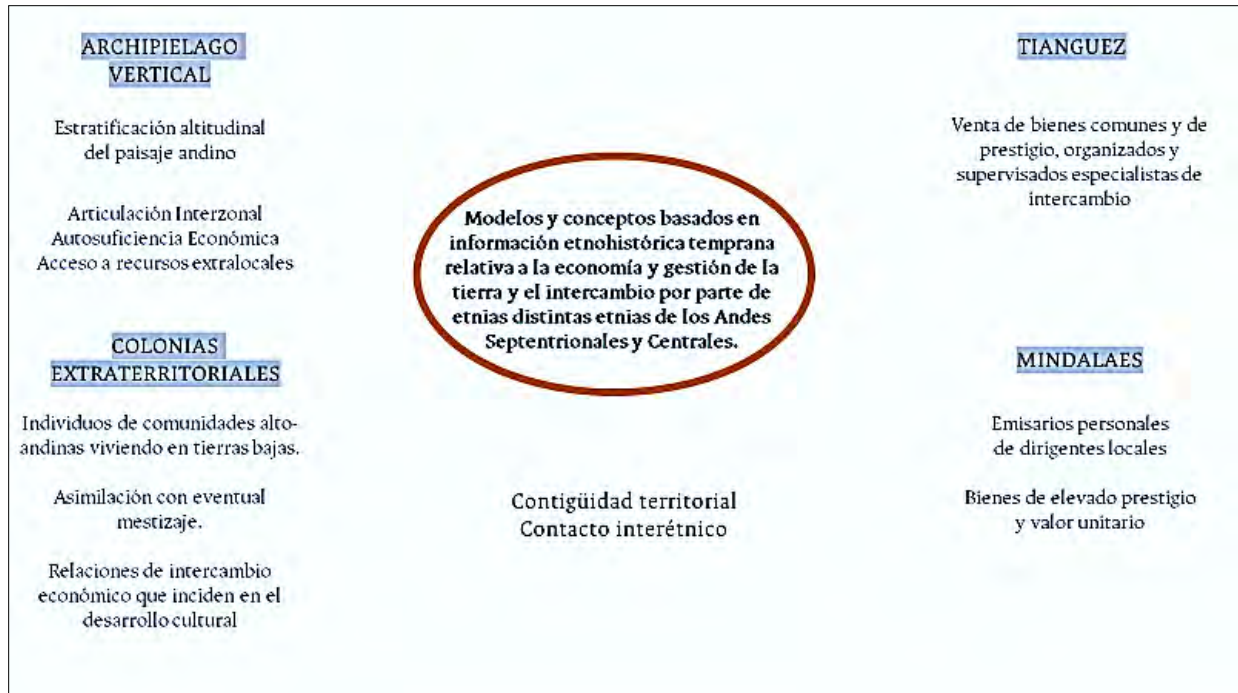 ARCHIPIELAGO
VERTICAL
Estratificación altitudinal
del paisaje andino
Articulación Interzonal
Autosuficiencia Económica
Acceso a recursos extralocales
COLONIAS
EXTRATERRITORIALES
Individuos de comunidades alto-
andinas viviendo en tierras bajas.
Asimilación con eventual
mestizaje.
Relaciones de intercambio
económico que inciden en el
desarrollo cultural
Modelos y conceptos basados en
información etnohistórica temprana
relativa a la economía y gestión de la
tierra y el intercambio por parte de
etnias distintas etnias de los Andes
Septentrionales y Centrales.
Contigüidad territorial
Contacto interétnico
TIANGUEZ
Venta de bienes comunes y de
prestigio, organizados y
supervisados especialistas de
intercambio
MINDALAES
Emisarios personales
de dirigentes locales
Bienes de elevado prestigio
y valor unitario